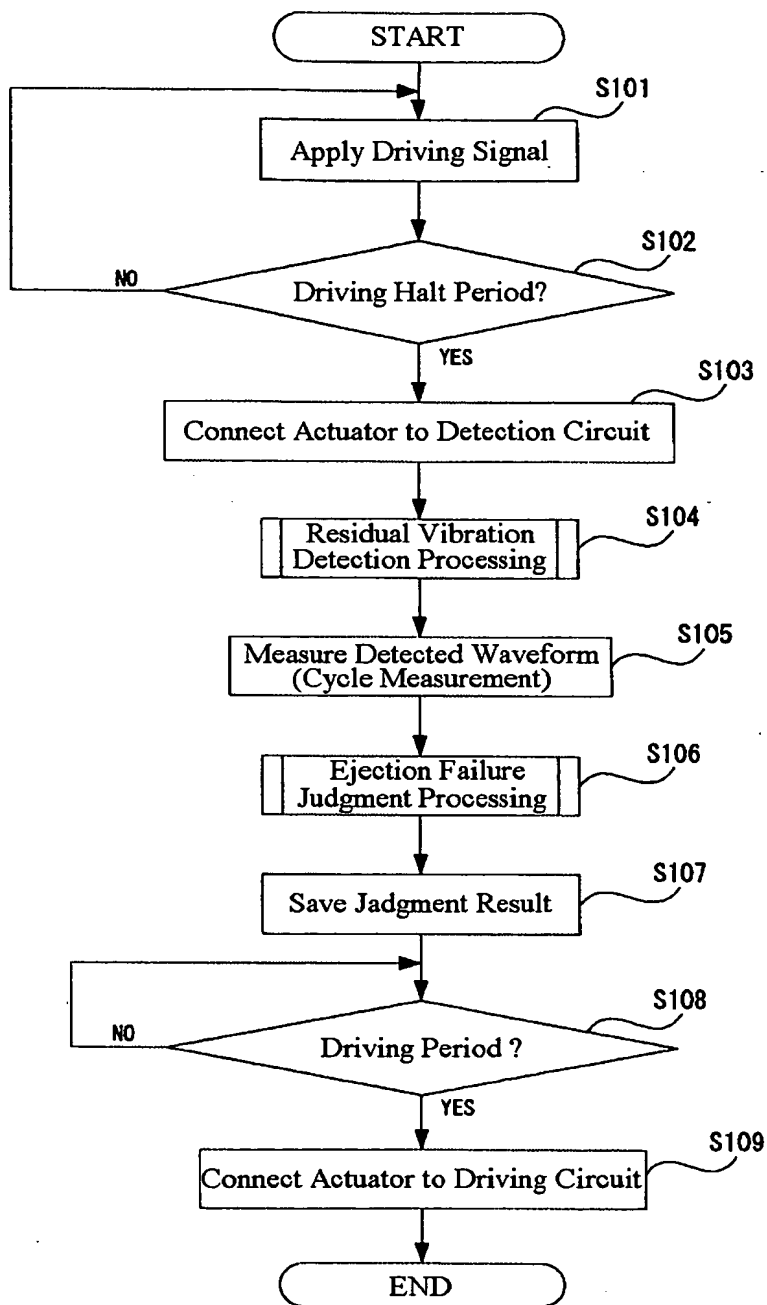 START
S101
Apply Driving Signal
S102
Driving Halt Period?
NO
YES
S103
Connect Actuator to Detection Circuit
S104
Residual Vibration
Detection Processing
S105
Measure Detected Waveform
(Cycle Measurement)
S106
Ejection Failure
Judgment Processing
S107
Save Jadgment Result
S108
Driving Period ?
NO
YES
S109
Connect Actuator to Driving Circuit
END